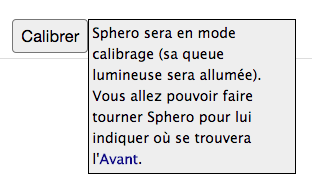 Calibrer
Sphero sera en mode
calibrage (sa queue
lumineuse sera allumée).
Vous allez pouvoir faire
tourner Sphero pour lui
indiquer où se trouvera
l'Avant.